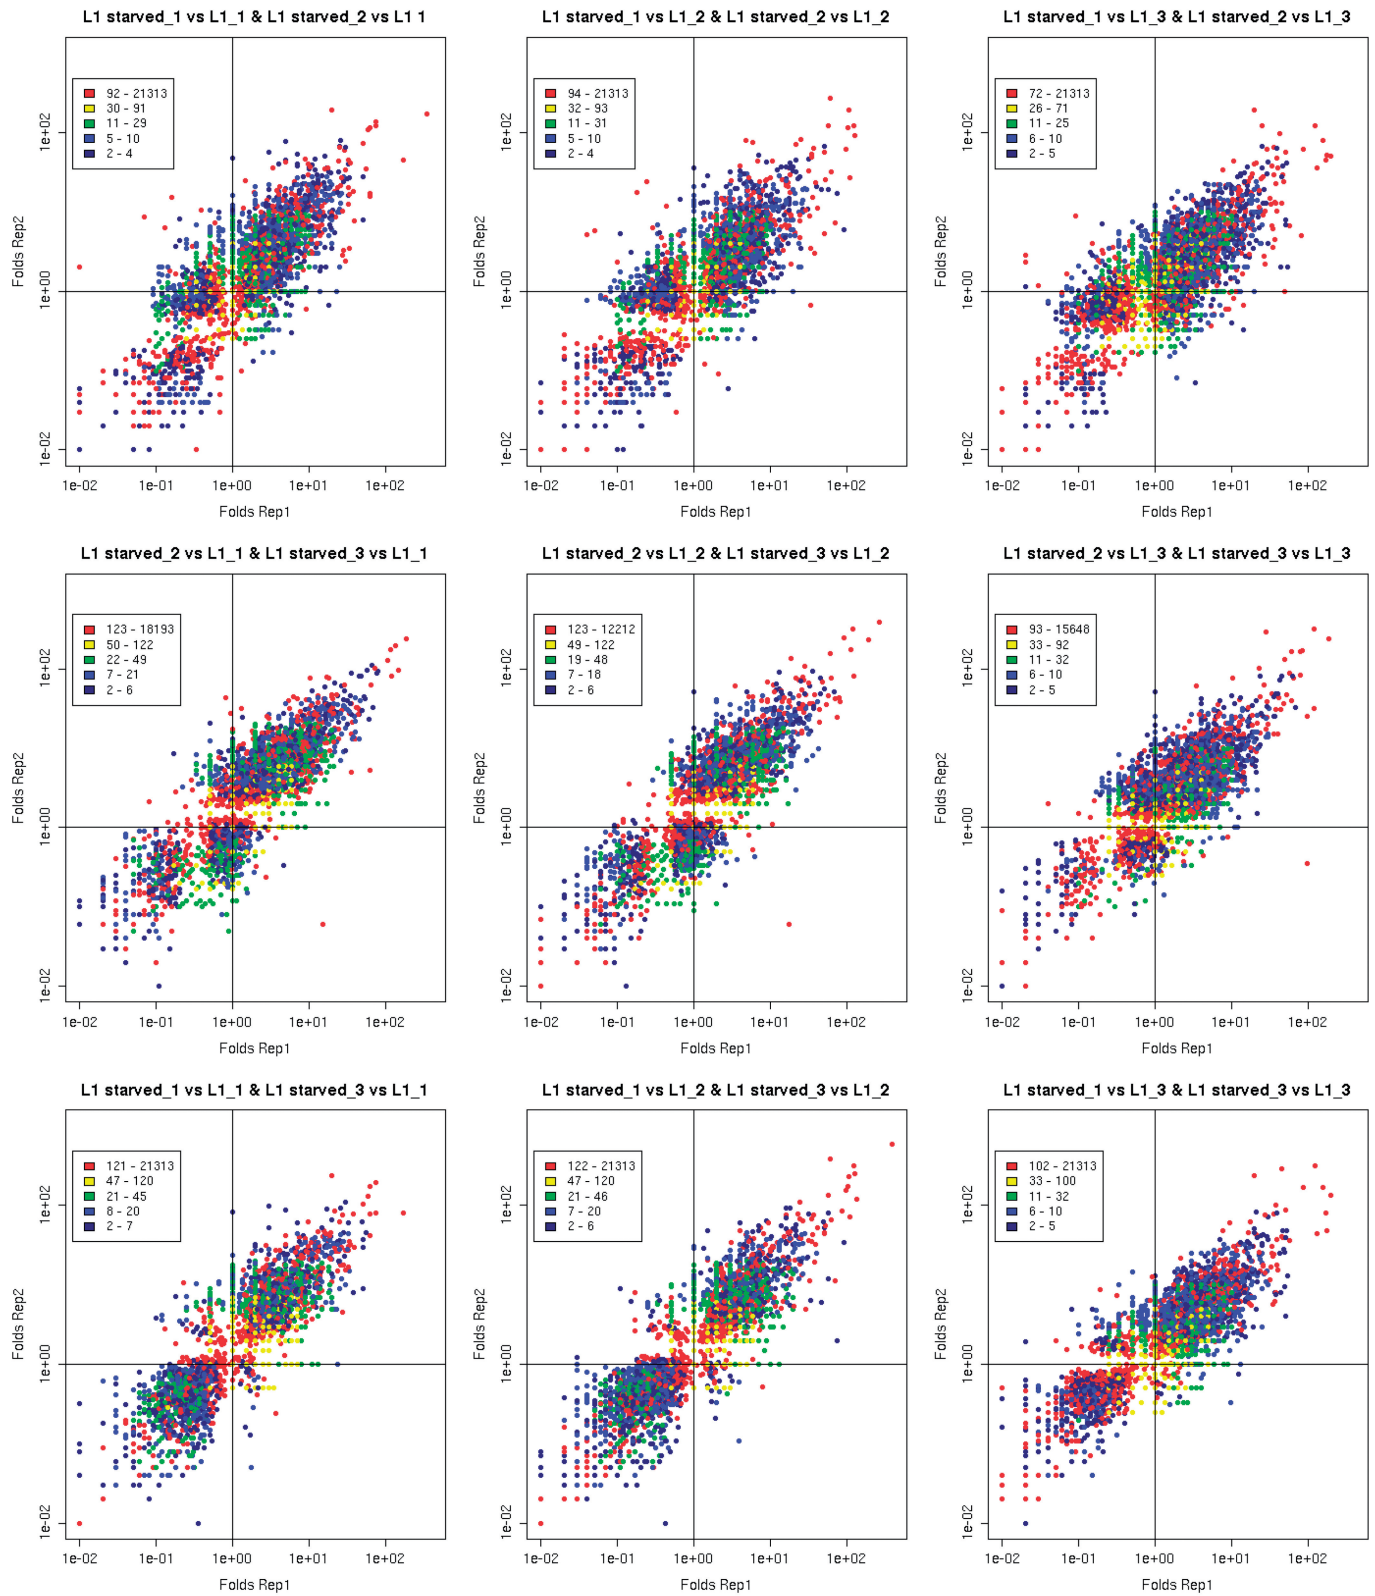 L1 starved_1 vs L1_1 & L1 starved_2 vs L1 1
92 - 21313
30 - 91
11 - 29
5 - 10
2 - 4
1e+02
1e+00
1e-02
Folds Rep2
1e-02 1e-01 1e+00 1e+01 1e+02
Folds Rep1
L1 starved_1 vs L1_2 & L1 starved_2 vs L1_2
94 - 21313
32 - 93
11 - 31
5 - 10
2 - 4
1e+02
1e+00
1e-02
Folds Rep2
1e-02 1e-01 1e+00 1e+01 1e+02
Folds Rep1
L1 starved_1 vs L1_3 & L1 starved_2 vs L1_3
72 - 21313
26 - 71
11 - 25
6 - 10
2 - 5
1e+02
1e+00
1e-02
Folds Rep2
1e-02 1e-01 1e+00 1e+01 1e+02
Folds Rep1
L1 starved_2 vs L1_1 & L1 starved_3 vs L1_1
123 - 18193
50 - 122
22 - 49
7 - 21
2 - 6
1e+02
1e+00
1e-02
Folds Rep2
1e-02 1e-01 1e+00 1e+01 1e+02
Folds Rep1
L1 starved_2 vs L1_2 & L1 starved_3 vs L1_2
123 - 12212
49 - 122
19 - 48
7 - 18
2 - 6
1e+02
1e+00
1e-02
Folds Rep2
1e-02 1e-01 1e+00 1e+01 1e+02
Folds Rep1
L1 starved_2 vs L1_3 & L1 starved_3 vs L1_3
93 - 15648
33 - 92
11 - 32
6 - 10
2 - 5
1e+02
1e+00
1e-02
Folds Rep2
1e-02 1e-01 1e+00 1e+01 1e+02
Folds Rep1
L1 starved_1 vs L1_1 & L1 starved_3 vs L1_1
121 - 21313
47 - 120
21 - 45
8 - 20
2 - 7
1e+02
1e+00
1e-02
Folds Rep2
1e-02 1e-01 1e+00 1e+01 1e+02
Folds Rep1
L1 starved_1 vs L1_2 & L1 starved_3 vs L1_2
122 - 21313
47 - 120
21 - 46
7 - 20
2 - 6
1e+02
1e+00
1e-02
Folds Rep2
1e-02 1e-01 1e+00 1e+01 1e+02
Folds Rep1
L1 starved_1 vs L1_3 & L1 starved_3 vs L1_3
102 - 21313
33 - 100
11 - 32
6 - 10
2 - 5
1e+02
1e+00
1e-02
Folds Rep2
1e-02 1e-01 1e+00 1e+01 1e+02
Folds Rep1